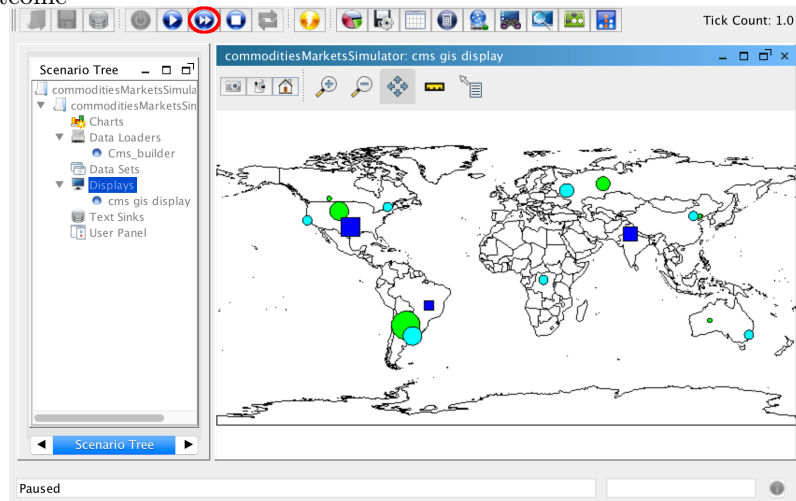 Tick Count: 1.0
commoditiesMarketsSimulator: cms gis display
Scenario Tree
commoditiesMarketsSimula
commoditiesMarketsSin
Charts
Data Loaders
Cms_builder
Data Sets
Displays
cms gis display
Text Sinks
User Panel
Scenario Tree
Paused